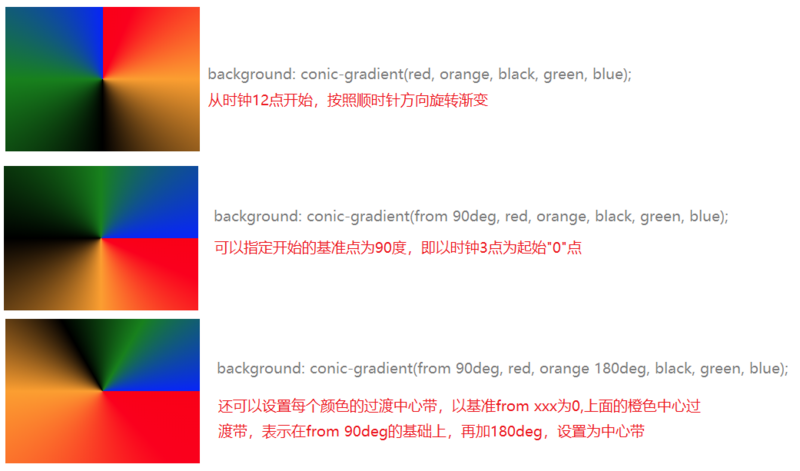 background: conic-gradient(red, orange, black, green, blue);
从时钟12点开始，按照顺时针方向旋转渐变
background: conic-gradient(from 90deg, red, orange, black, green, blue);
可以指定开始的基准点为90度，即以时钟3点为起始"0"点
background: conic-gradient(from 90deg, red, orange 180deg, black, green, blue);
还可以设置每个颜色的过渡中心带，以基准from xxx为0,上面的橙色中心过
渡带，表示在from 90deg的基础上，再加180deg，设置为中心带